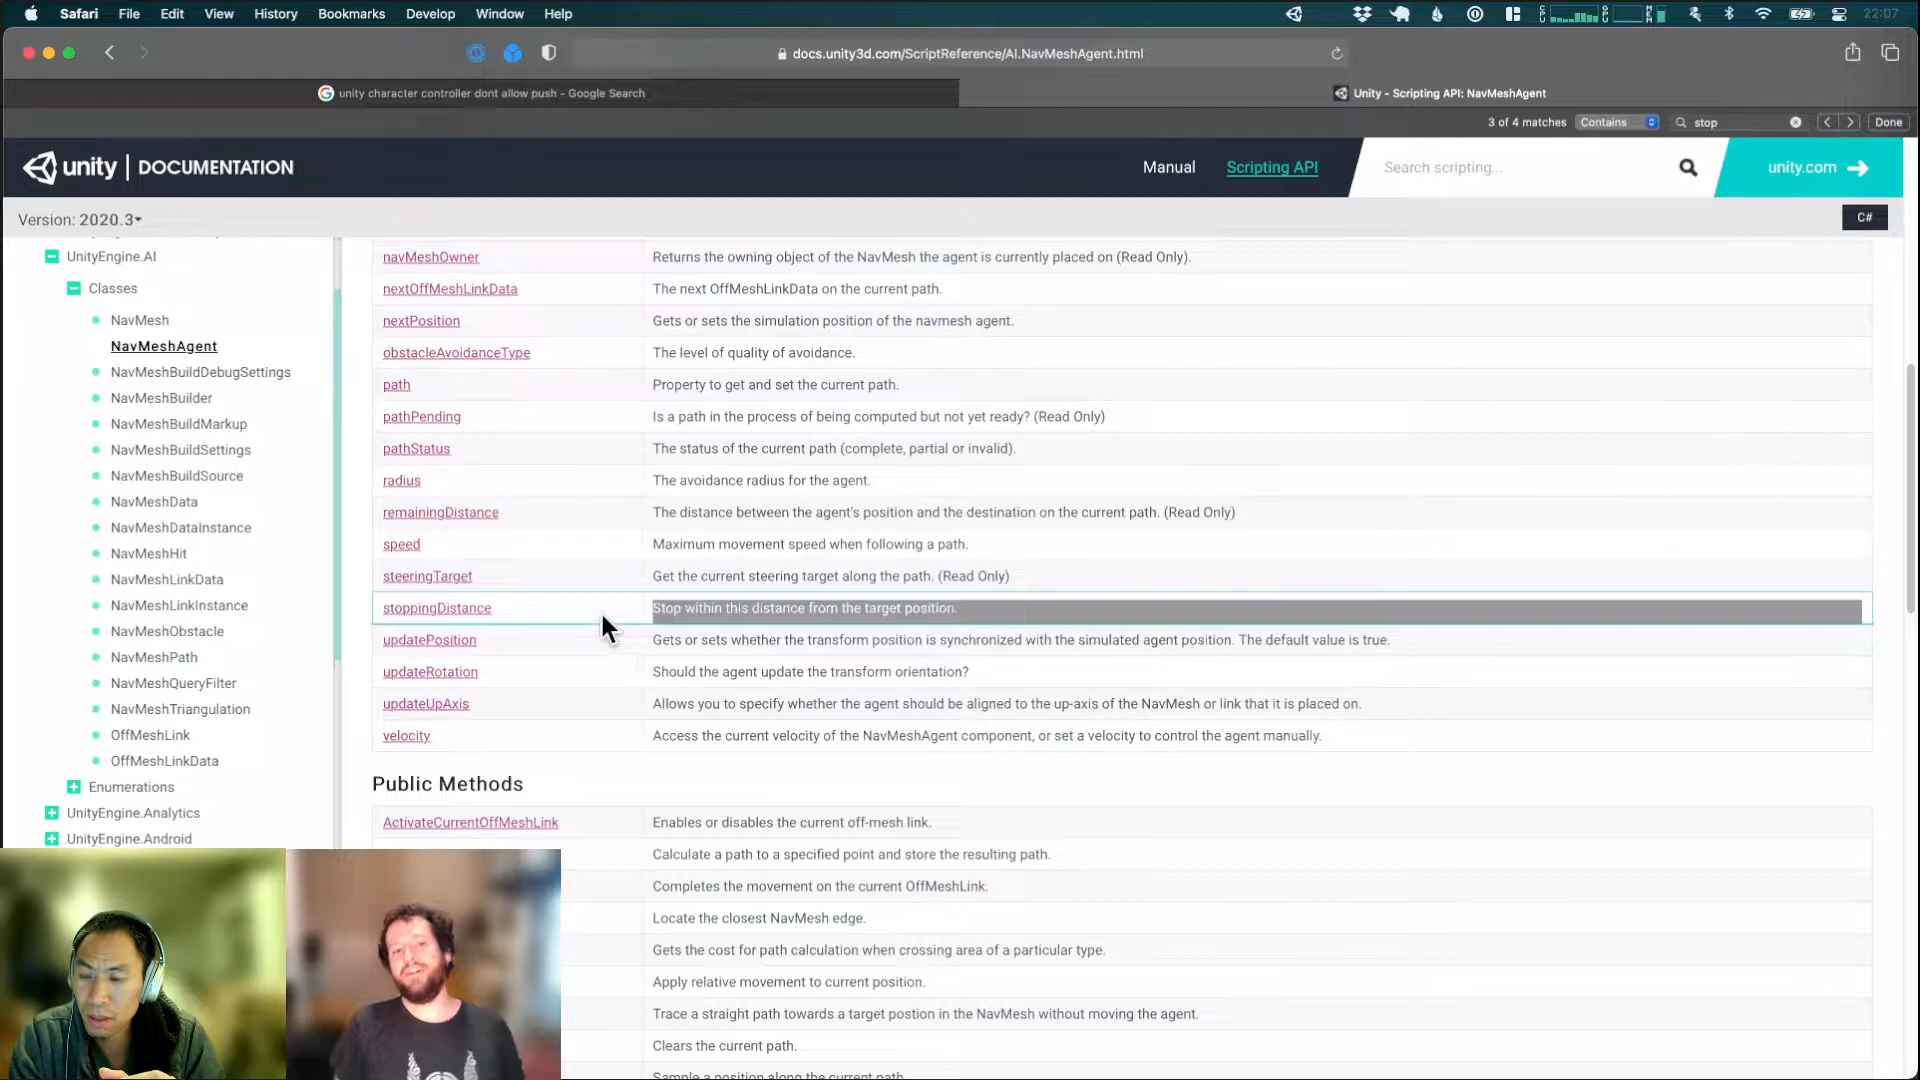 Safari File Edit View History Bookmarks Develop Window Help 22:07
docs.unity3d.com/ScriptReference/AI.NavMeshAgent.html
unity character controller dont allow push - Google Search
Unity - Scripting API: NavMeshAgent
3 of 4 matches Contains stop Done
unity | DOCUMENTATION Manual Scripting API Search scripting... unity.com
Version: 2020.3 C#
UnityEngine.AI
Classes
NavMesh
NavMeshAgent
NavMeshBuildDebugSettings
NavMeshBuilder
NavMeshBuildMarkup
NavMeshBuildSettings
NavMeshBuildSource
NavMeshData
NavMeshDataInstance
NavMeshHit
NavMeshLinkData
NavMeshLinkInstance
NavMeshObstacle
NavMeshPath
NavMeshQueryFilter
NavMeshTriangulation
OffMeshLink
OffMeshLinkData
Enumerations
UnityEngine.Analytics
UnityEngine.Android
navMeshOwner Returns the owning object of the NavMesh the agent is currently placed on (Read Only).
nextOffMeshLinkData The next OffMeshLinkData on the current path.
nextPosition Gets or sets the simulation position of the navmesh agent.
obstacleAvoidanceType The level of quality of avoidance.
path Property to get and set the current path.
pathPending Is a path in the process of being computed but not yet ready? (Read Only)
pathStatus The status of the current path (complete, partial or invalid).
radius The avoidance radius for the agent.
remainingDistance The distance between the agent's position and the destination on the current path. (Read Only)
speed Maximum movement speed when following a path.
steeringTarget Get the current steering target along the path. (Read Only)
stoppingDistance Stop within this distance from the target position.
updatePosition Gets or sets whether the transform position is synchronized with the simulated agent position. The default value is true.
updateRotation Should the agent update the transform orientation?
updateUpAxis Allows you to specify whether the agent should be aligned to the up-axis of the NavMesh or link that it is placed on.
velocity Access the current velocity of the NavMeshAgent component, or set a velocity to control the agent manually.
Public Methods
ActivateCurrentOffMeshLink Enables or disables the current off-mesh link.
Calculate a path to a specified point and store the resulting path.
Completes the movement on the current OffMeshLink.
Locate the closest NavMesh edge.
Gets the cost for path calculation when crossing area of a particular type.
Apply relative movement to current position.
Trace a straight path towards a target postion in the NavMesh without moving the agent.
Clears the current path.
Sample a position along the current path.